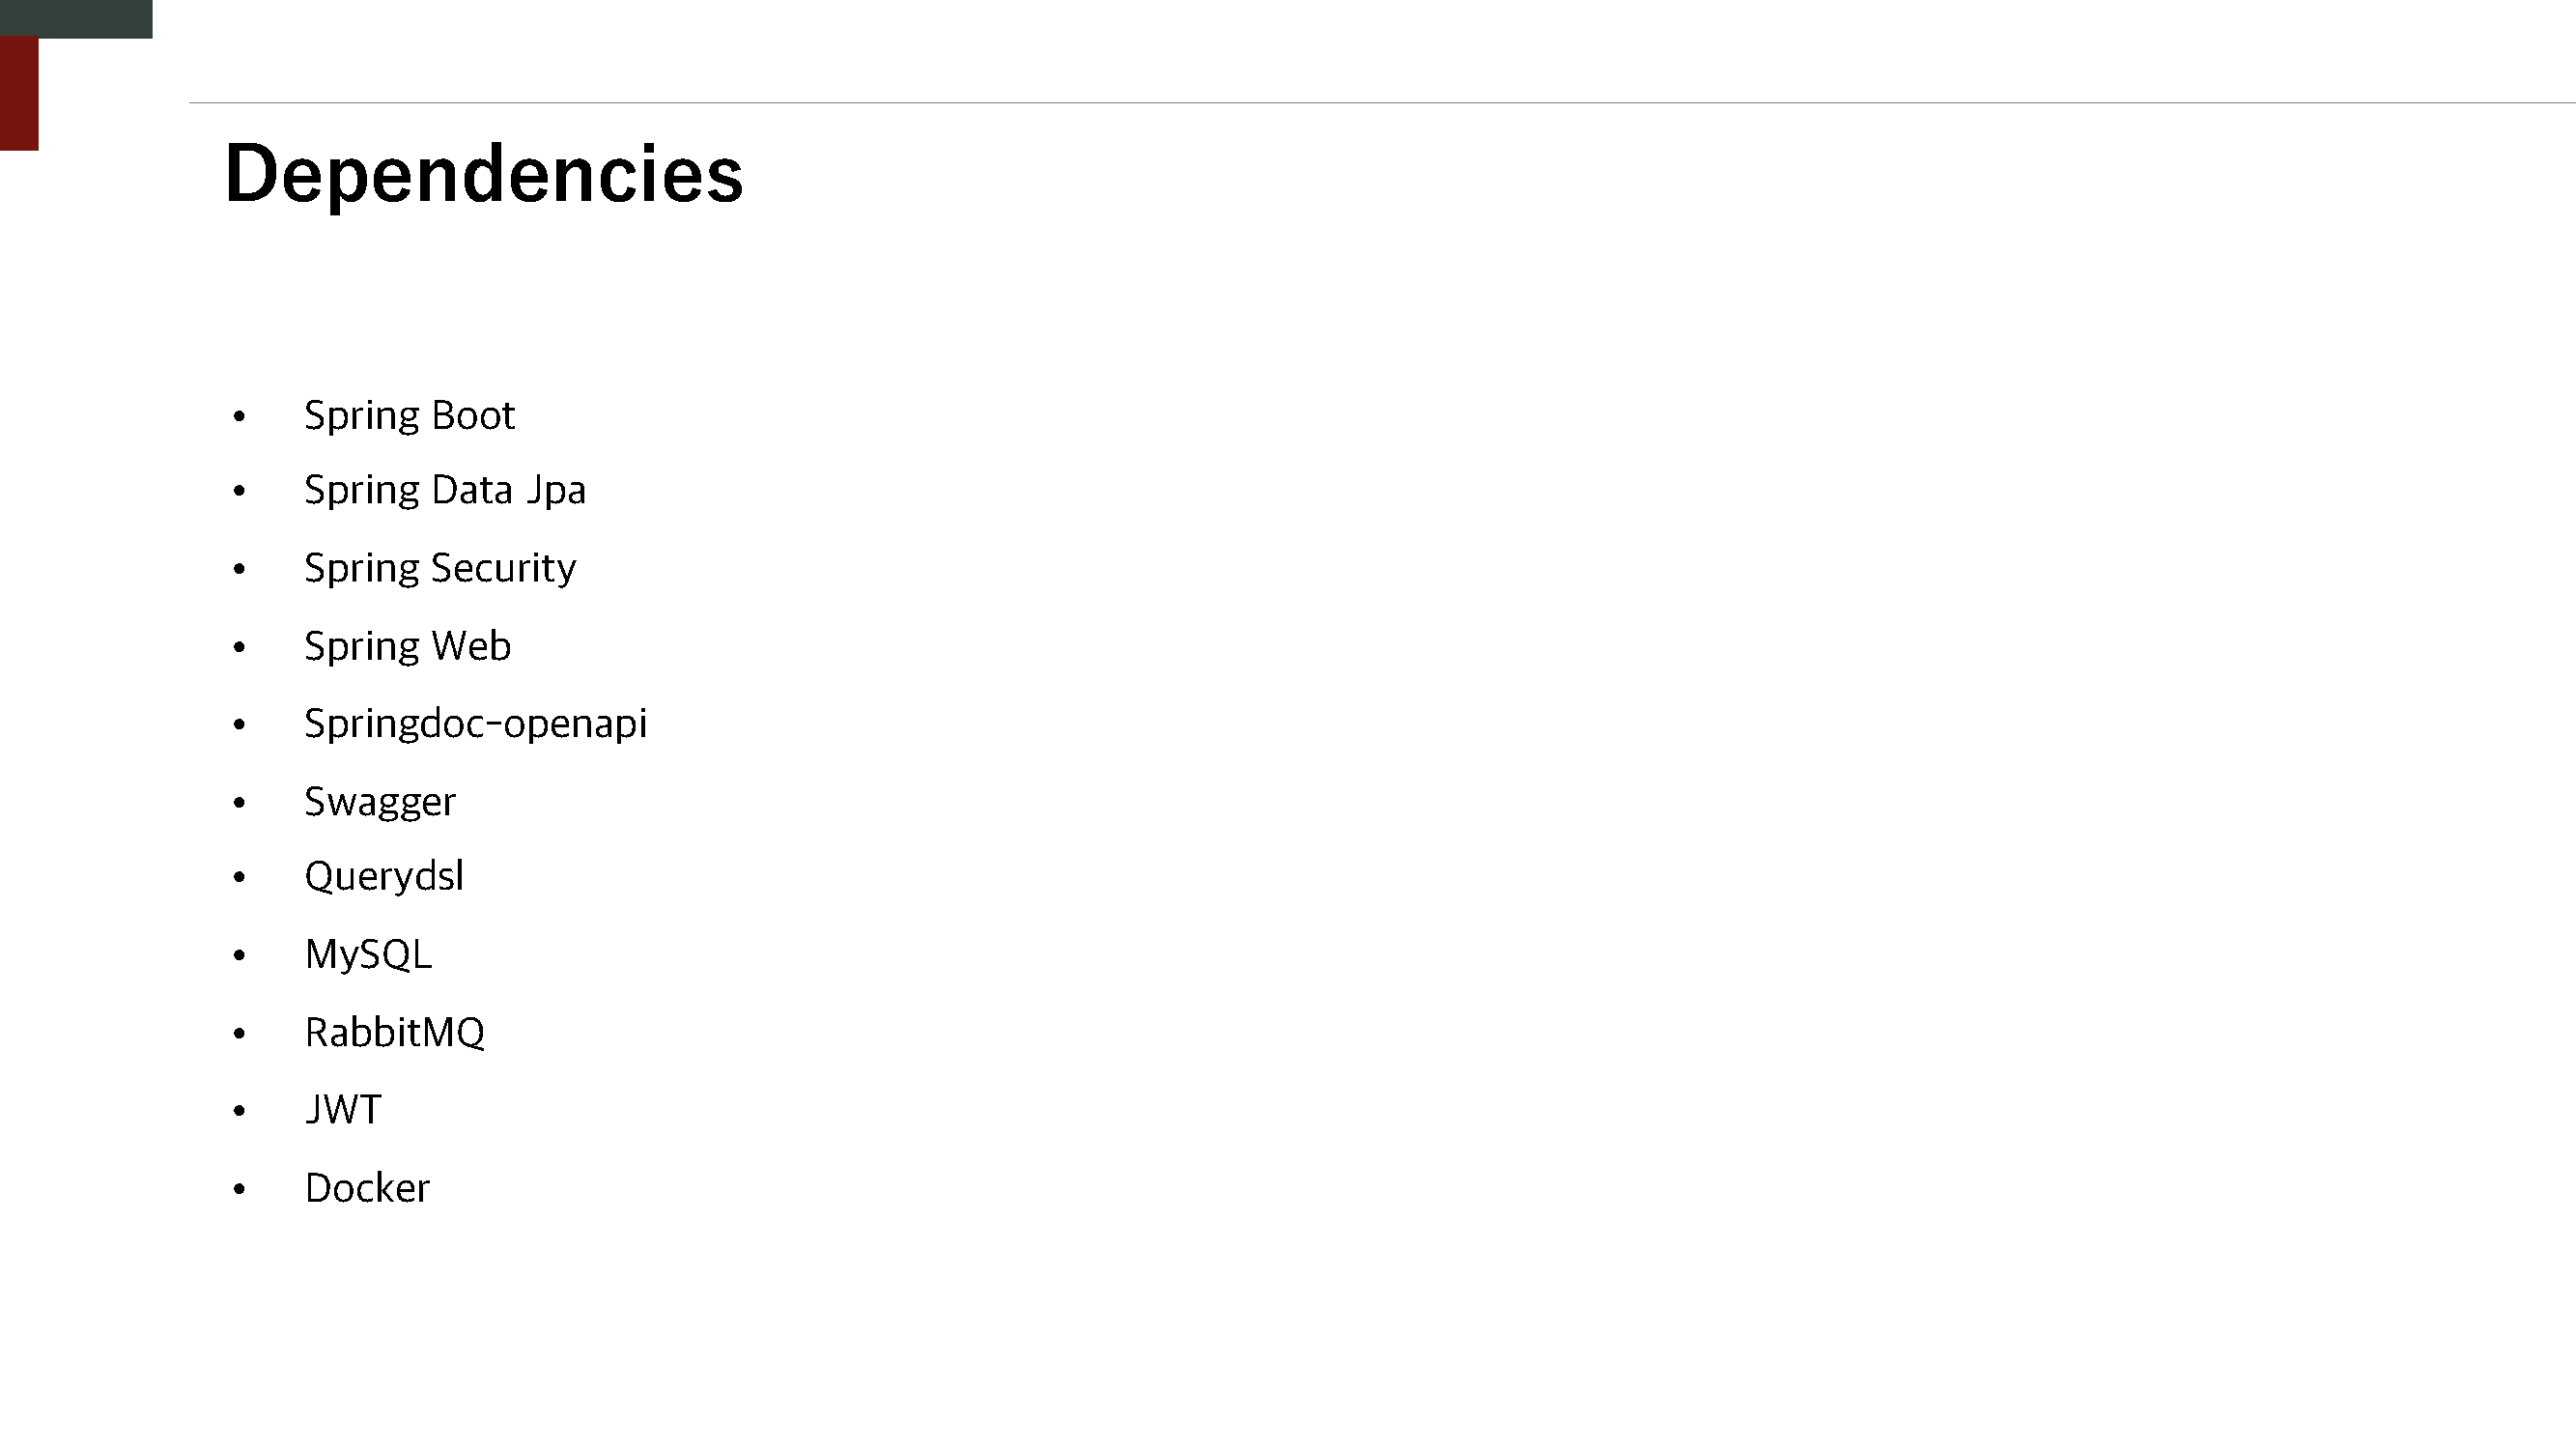 Dependencies
• Spring Boot
• Spring Data Jpa
• Spring Security
• Spring Web
• Springdoc-openapi
• Swagger
• Querydsl
• MySQL
• RabbitMQ
• JWT
• Docker